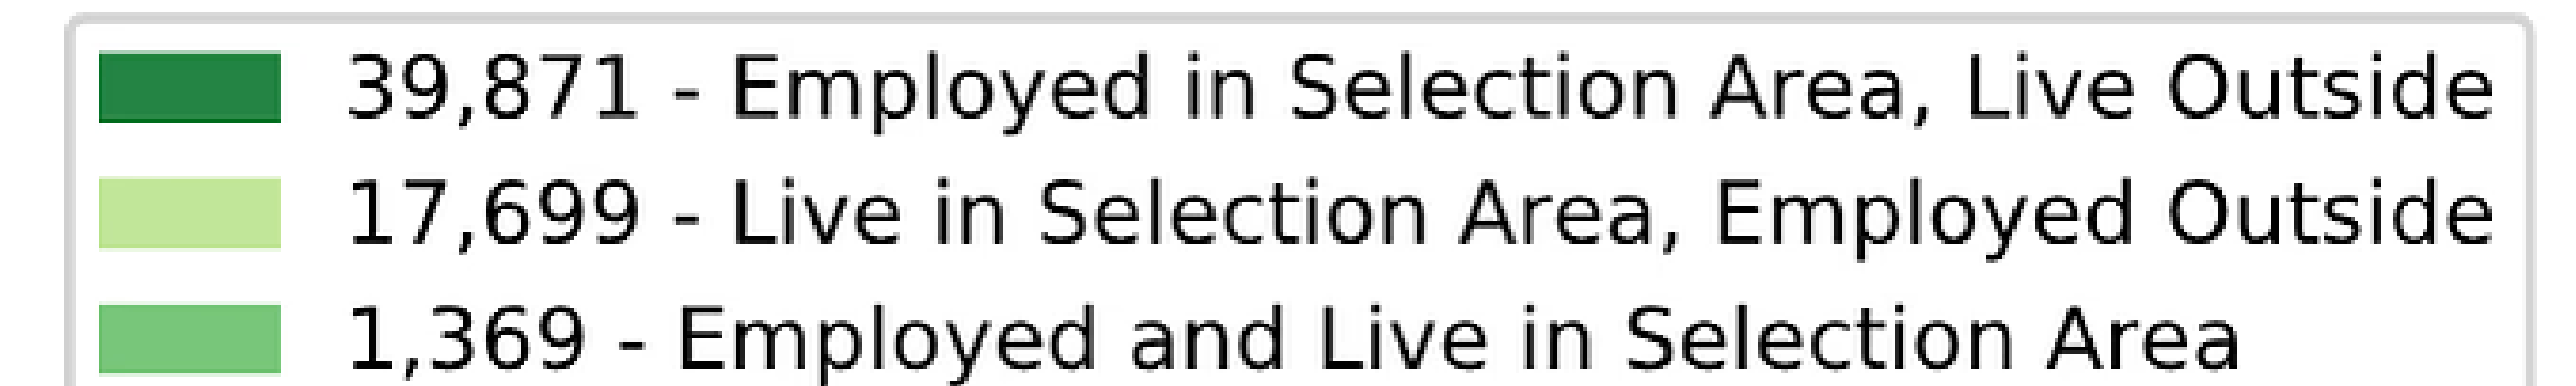 39,871 - Employed in Selection Area, Live Outside
17,699 - Live in Selection Area, Employed Outside
1,369 - Employed and Live in Selection Area